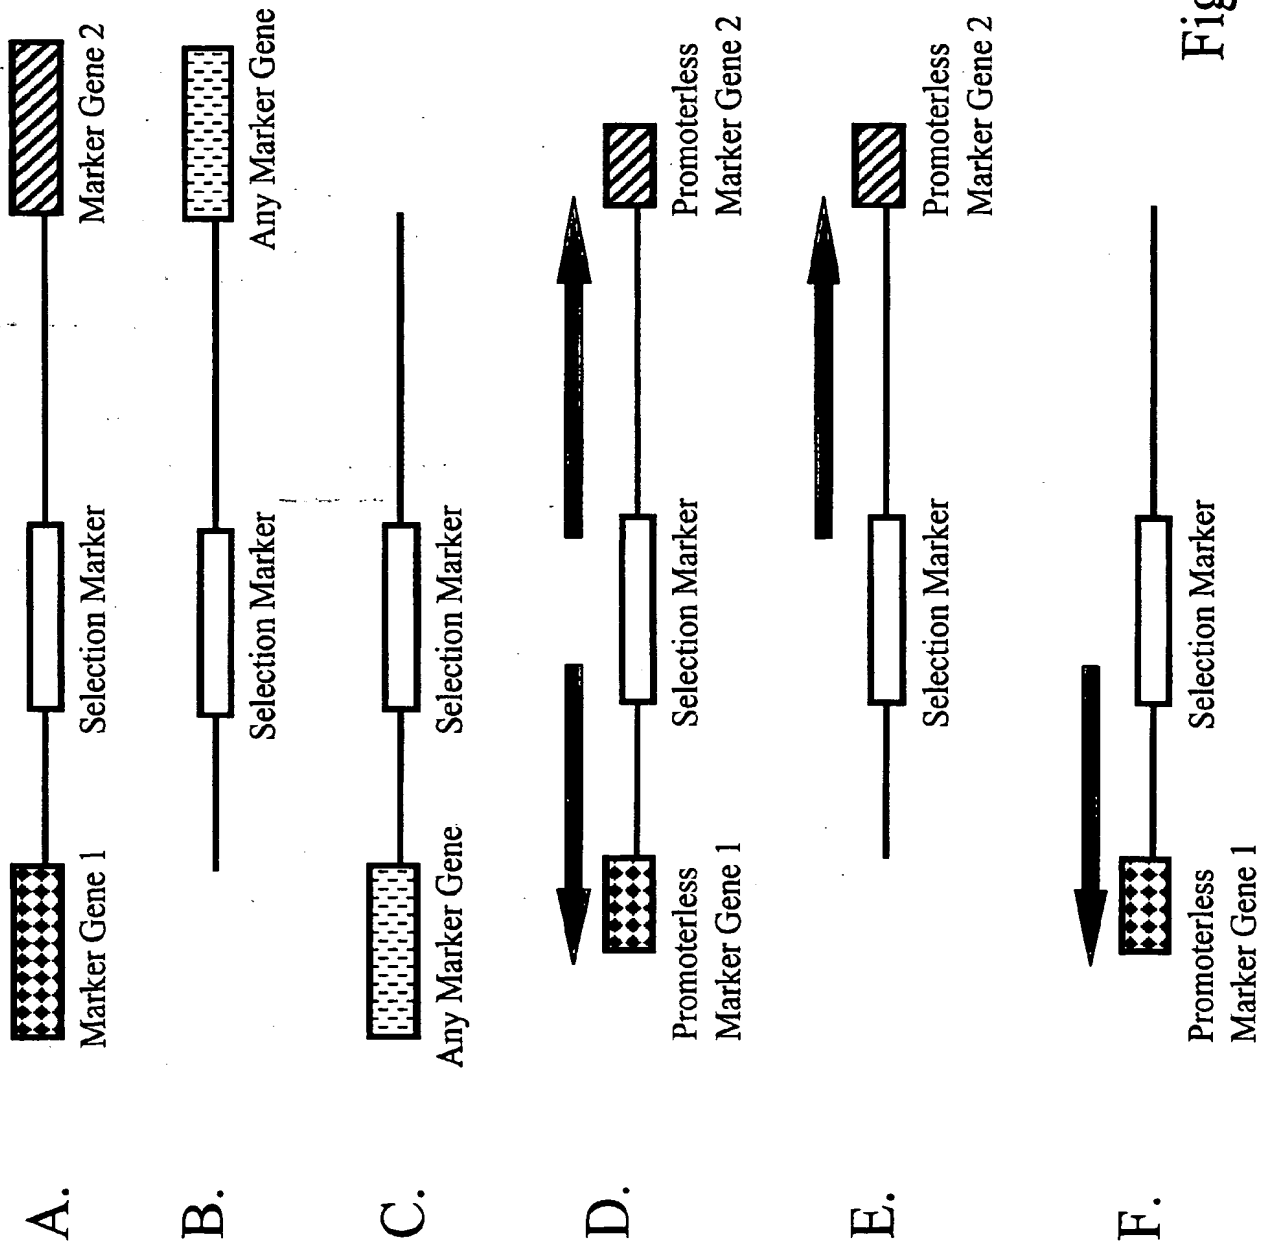 A.
Marker Gene 1
Selection Marker
Marker Gene 2
B.
Selection Marker
Any Marker Gene
C.
Any Marker Gene
Selection Marker
D.
Promoterless
Marker Gene 1
Selection Marker
Promoterless
Marker Gene 2
E.
Selection Marker
Promoterless
Marker Gene 2
F.
Promoterless
Marker Gene 1
Selection Marker
Fig